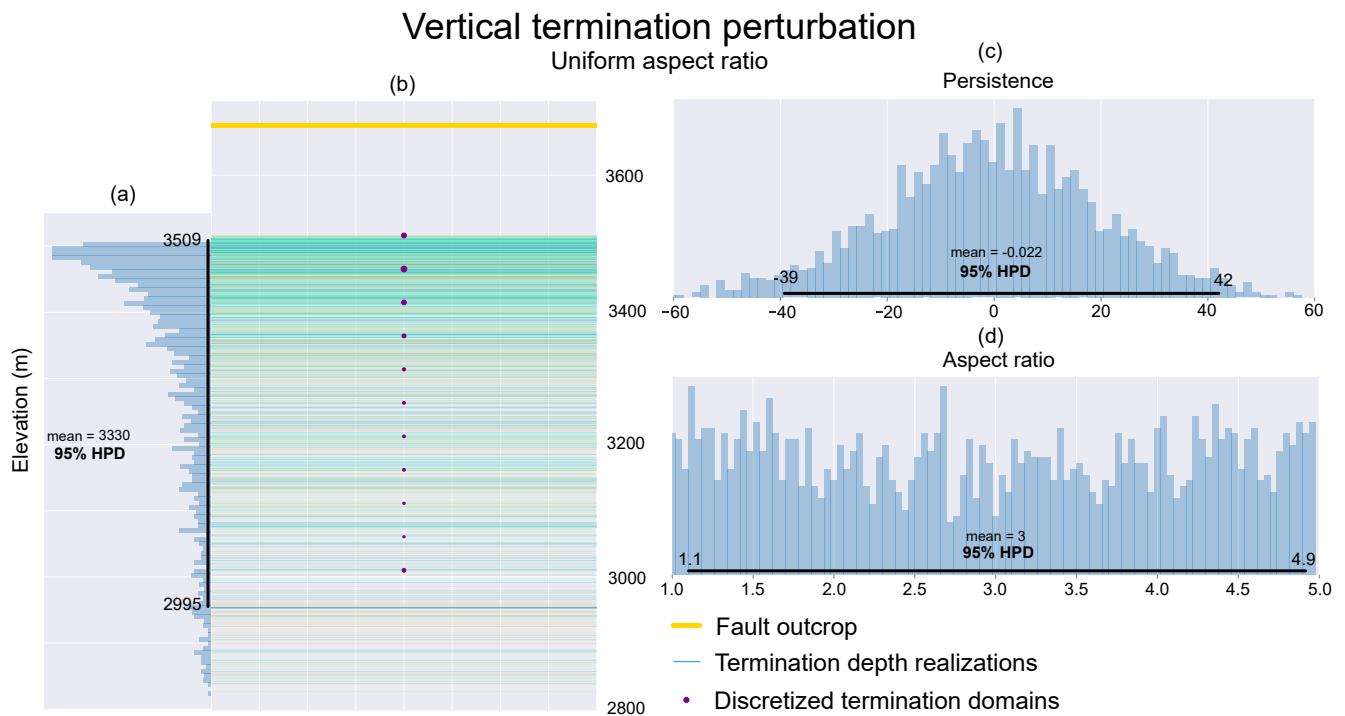 Vertical termination perturbation
Uniform aspect ratio
(a)
3509
mean = 3330
95% HPD
2995
Elevation (m)
(b)
3600
3400
3200
3000
2800
(c)
Persistence
mean = -0.022
95% HPD
-39
42
−60 −40 −20 0 20 40 60
(d)
Aspect ratio
mean = 3
95% HPD
1.1
4.9
1.0 1.5 2.0 2.5 3.0 3.5 4.0 4.5 5.0
Fault outcrop
Termination depth realizations
Discretized termination domains